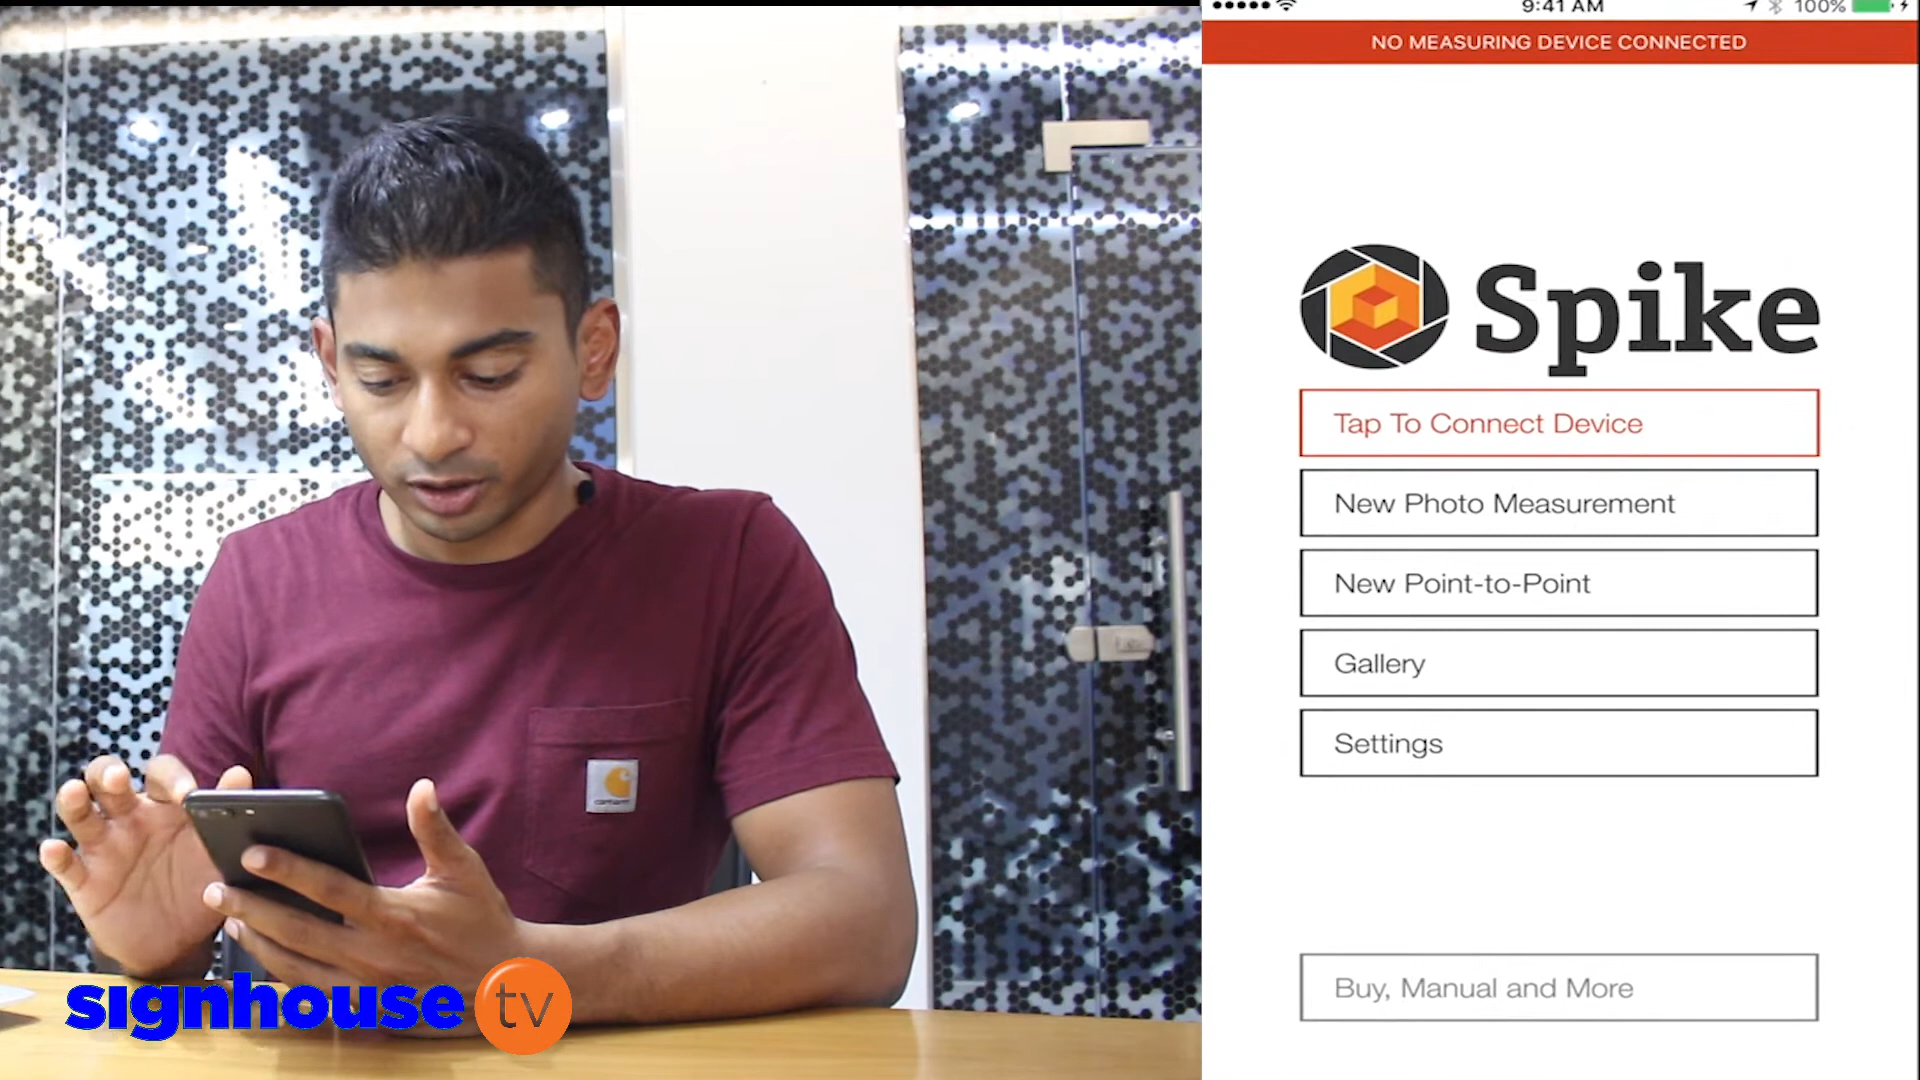 9:41 AM
100%
NO MEASURING DEVICE CONNECTED
Spike
Tap To Connect Device
New Photo Measurement
New Point-to-Point
Gallery
Settings
Buy, Manual and More
carhartt
signhouse tv